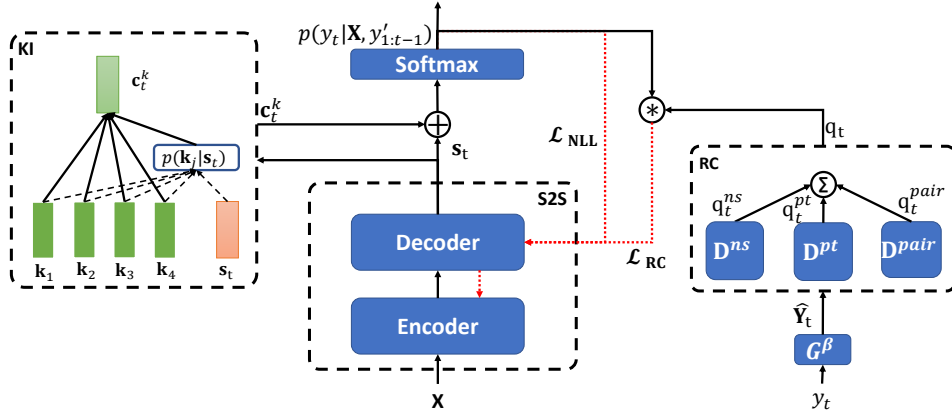 KI
c_t^k
k_1 k_2 k_3 k_4 s_t
p(k_j|s_t)
p(y_t|X, y'_{1:t−1})
Softmax
c_t^k
s_t
S2S
Decoder
Encoder
X
ℒ_NLL
ℒ_RC
*
q_t
RC
Σ
q_t^{ns} q_t^{pt} q_t^{pair}
D^{ns} D^{pt} D^{pair}
Ŷ_t
G^β
y_t